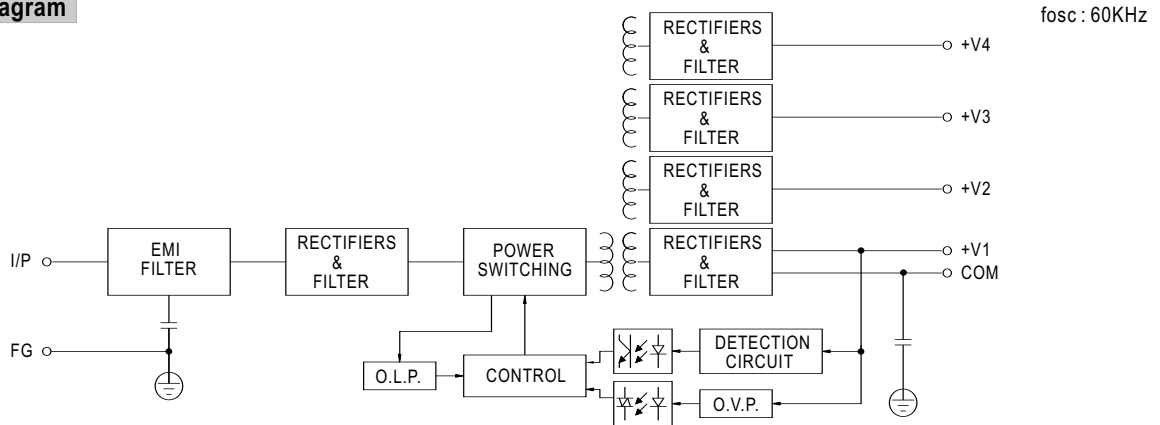 agram
fosc : 60KHz
RECTIFIERS
&
FILTER
+V4
RECTIFIERS
&
FILTER
+V3
RECTIFIERS
&
FILTER
+V2
I/P
EMI
FILTER
RECTIFIERS
&
FILTER
POWER
SWITCHING
RECTIFIERS
&
FILTER
+V1
COM
FG
O.L.P.
CONTROL
DETECTION
CIRCUIT
O.V.P.